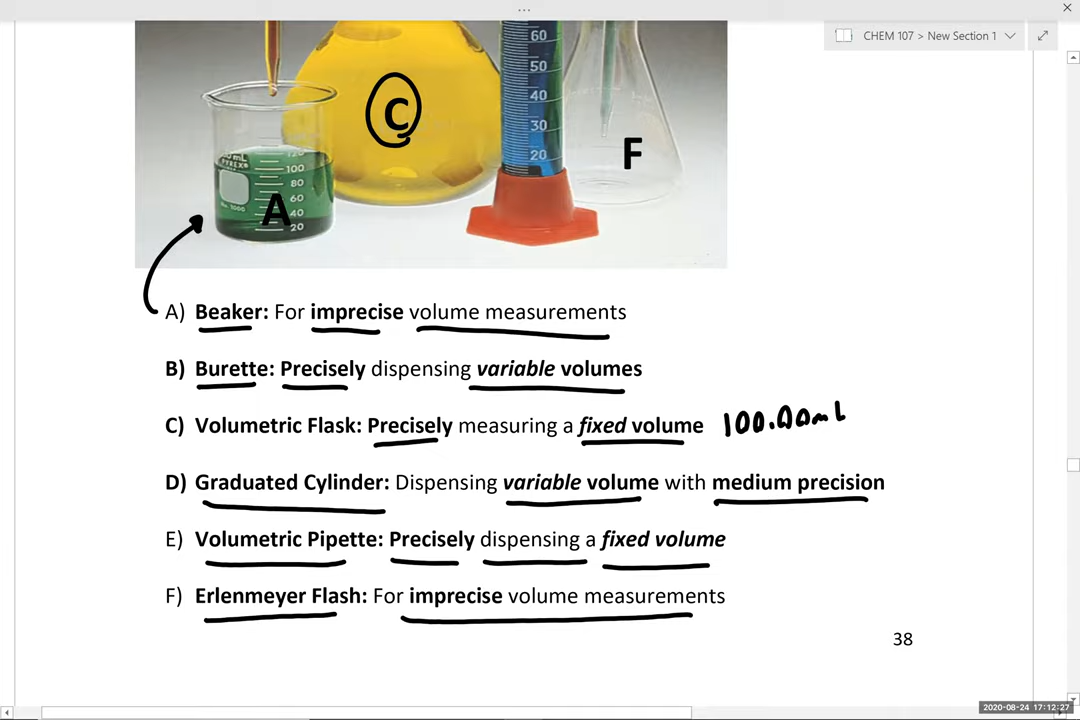 CHEM 107 > New Section 1
60
50
40
30
20
C
F
PYREX
No. 1000
100
80
60
40
20
A
A) Beaker: For imprecise volume measurements
B) Burette: Precisely dispensing variable volumes
C) Volumetric Flask: Precisely measuring a fixed volume 100.00mL
D) Graduated Cylinder: Dispensing variable volume with medium precision
E) Volumetric Pipette: Precisely dispensing a fixed volume
F) Erlenmeyer Flash: For imprecise volume measurements
38
2020-08-24 17:12:27